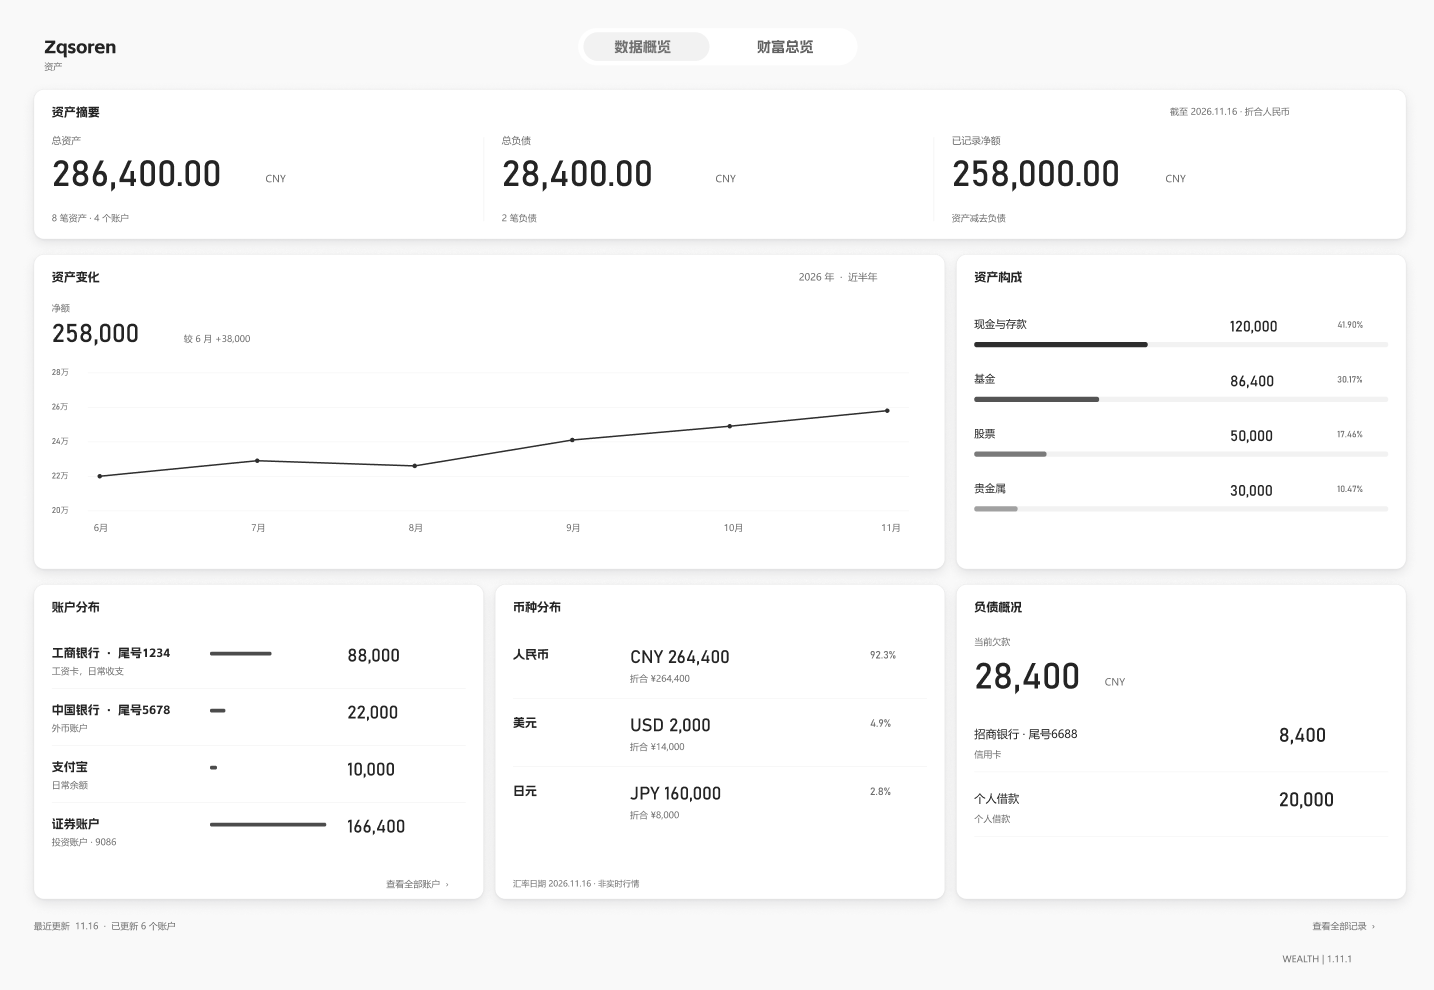 Zqsoren
资产
数据概览
财富总览
资产摘要
截至 2026.11.16 · 折合人民币
总资产
286,400.00 CNY
8 笔资产 · 4 个账户
总负债
28,400.00 CNY
2 笔负债
已记录净额
258,000.00 CNY
资产减去负债
资产变化
2026 年 · 近半年
净额
258,000 较 6 月 +38,000
28万
26万
24万
22万
20万
6月 7月 8月 9月 10月 11月
资产构成
现金与存款 120,000 41.90%
基金 86,400 30.17%
股票 50,000 17.46%
贵金属 30,000 10.47%
账户分布
工商银行 · 尾号1234 88,000
工资卡，日常收支
中国银行 · 尾号5678 22,000
外币账户
支付宝 10,000
日常余额
证券账户 166,400
投资账户 · 9086
查看全部账户 ›
币种分布
人民币 CNY 264,400 92.3%
折合 ¥264,400
美元 USD 2,000 4.9%
折合 ¥14,000
日元 JPY 160,000 2.8%
折合 ¥8,000
汇率日期 2026.11.16 · 非实时行情
负债概况
当前欠款
28,400 CNY
招商银行 · 尾号6688 8,400
信用卡
个人借款 20,000
个人借款
最近更新 11.16 · 已更新 6 个账户
查看全部记录 ›
WEALTH | 1.11.1